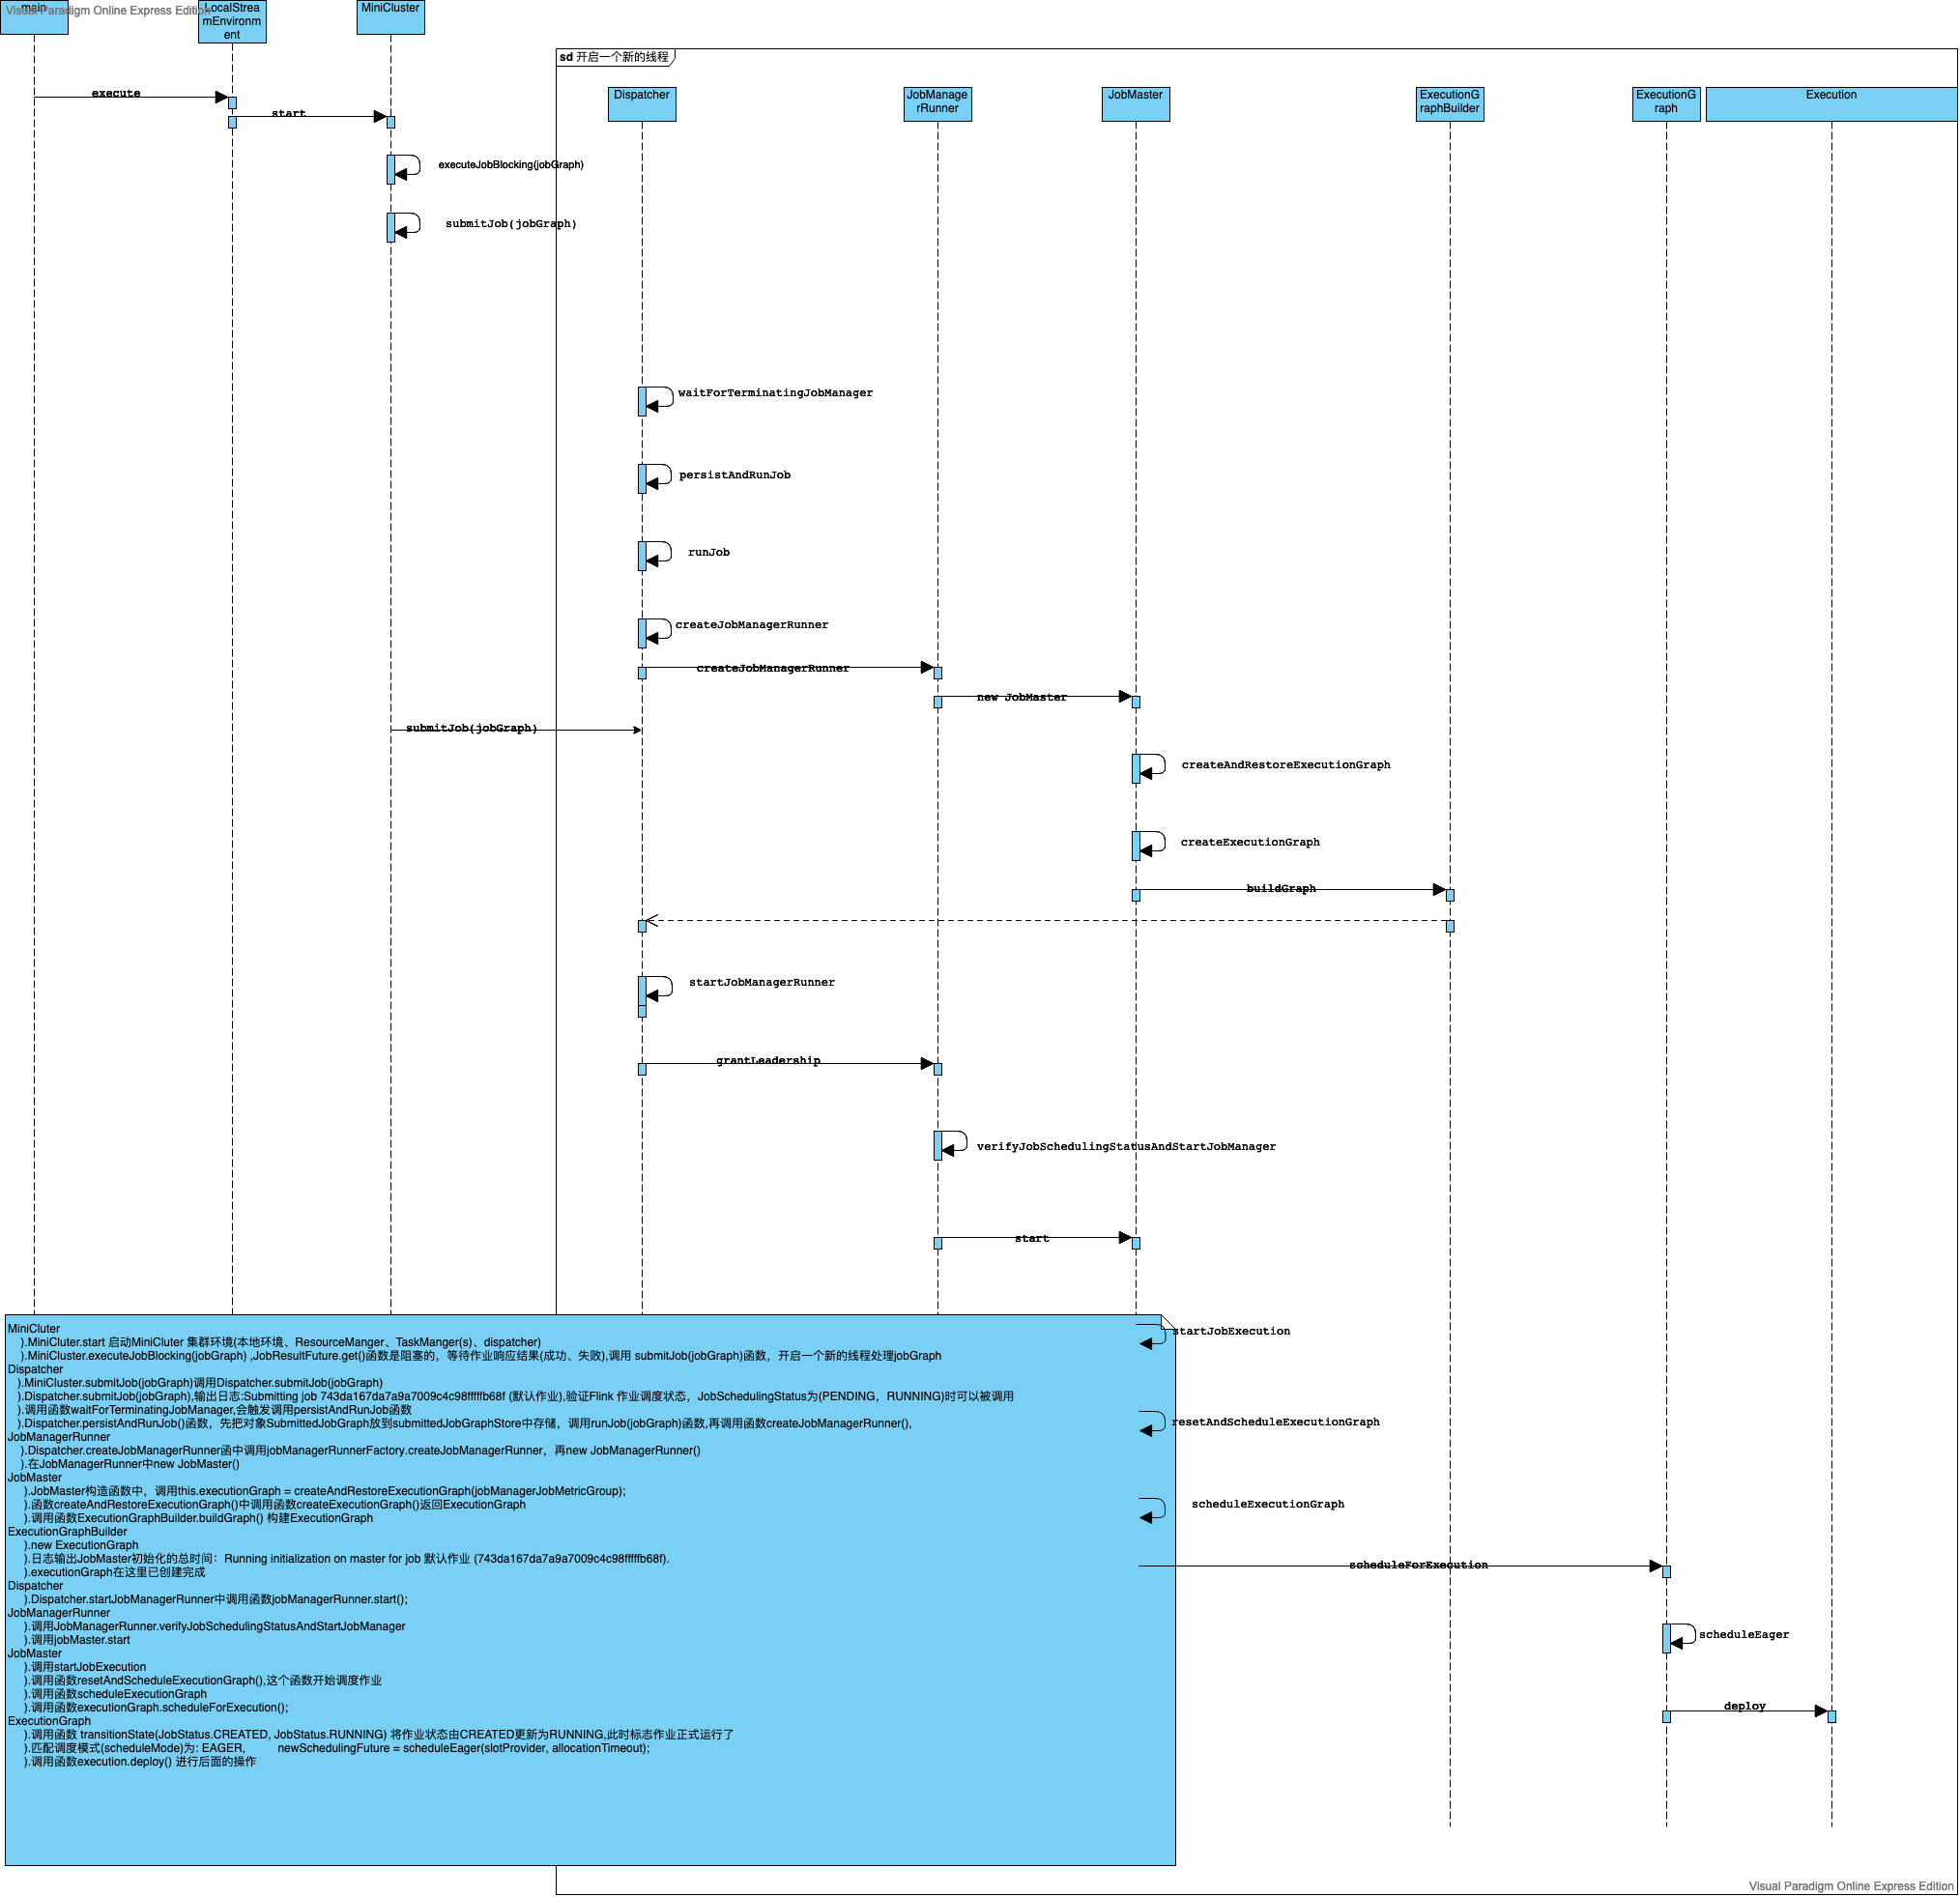 Visual Paradigm Online Express Edition
main
LocalStrea
mEnvironm
ent
MiniCluster
sd 开启一个新的线程
Dispatcher
JobManage
rRunner
JobMaster
ExecutionG
raphBuilder
ExecutionG
raph
Execution
execute
start
executeJobBlocking(jobGraph)
submitJob(jobGraph)
waitForTerminatingJobManager
persistAndRunJob
runJob
createJobManagerRunner
createJobManagerRunner
new JobMaster
submitJob(jobGraph)
createAndRestoreExecutionGraph
createExecutionGraph
buildGraph
startJobManagerRunner
grantLeadership
verifyJobSchedulingStatusAndStartJobManager
start
startJobExecution
resetAndScheduleExecutionGraph
scheduleExecutionGraph
scheduleForExecution
scheduleEager
deploy
MiniCluter
).MiniCluter.start 启动MiniCluter 集群环境(本地环境、ResourceManger、TaskManger(s)、dispatcher)
).MiniCluster.executeJobBlocking(jobGraph) ,JobResultFuture.get()函数是阻塞的，等待作业响应结果(成功、失败),调用 submitJob(jobGraph)函数，开启一个新的线程处理jobGraph
Dispatcher
).MiniCluster.submitJob(jobGraph)调用Dispatcher.submitJob(jobGraph)
).Dispatcher.submitJob(jobGraph),输出日志:Submitting job 743da167da7a9a7009c4c98fffffb68f (默认作业),验证Flink 作业调度状态，JobSchedulingStatus为(PENDING，RUNNING)时可以被调用
).调用函数waitForTerminatingJobManager,会触发调用persistAndRunJob函数
).Dispatcher.persistAndRunJob()函数，先把对象SubmittedJobGraph放到submittedJobGraphStore中存储，调用runJob(jobGraph)函数,再调用函数createJobManagerRunner(),
JobManagerRunner
).Dispatcher.createJobManagerRunner函中调用jobManagerRunnerFactory.createJobManagerRunner，再new JobManagerRunner()
).在JobManagerRunner中new JobMaster()
JobMaster
).JobMaster构造函数中，调用this.executionGraph = createAndRestoreExecutionGraph(jobManagerJobMetricGroup);
).函数createAndRestoreExecutionGraph()中调用函数createExecutionGraph()返回ExecutionGraph
).调用函数ExecutionGraphBuilder.buildGraph() 构建ExecutionGraph
ExecutionGraphBuilder
).new ExecutionGraph
).日志输出JobMaster初始化的总时间：Running initialization on master for job 默认作业 (743da167da7a9a7009c4c98fffffb68f).
).executionGraph在这里已创建完成
Dispatcher
).Dispatcher.startJobManagerRunner中调用函数jobManagerRunner.start();
JobManagerRunner
).调用JobManagerRunner.verifyJobSchedulingStatusAndStartJobManager
).调用jobMaster.start
JobMaster
).调用startJobExecution
).调用函数resetAndScheduleExecutionGraph(),这个函数开始调度作业
).调用函数scheduleExecutionGraph
).调用函数executionGraph.scheduleForExecution();
ExecutionGraph
).调用函数 transitionState(JobStatus.CREATED, JobStatus.RUNNING) 将作业状态由CREATED更新为RUNNING,此时标志作业正式运行了
).匹配调度模式(scheduleMode)为: EAGER, newSchedulingFuture = scheduleEager(slotProvider, allocationTimeout);
).调用函数execution.deploy() 进行后面的操作
Visual Paradigm Online Express Edition